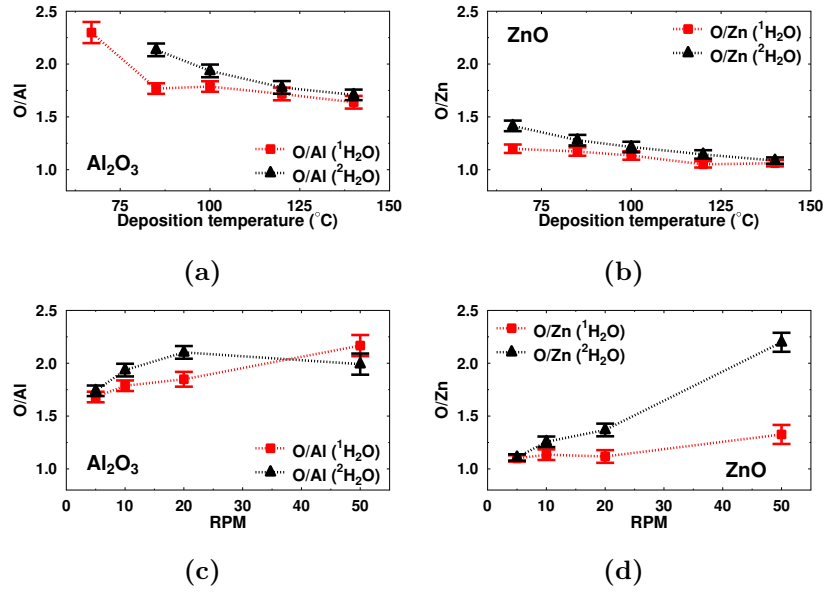 2.5
2.0
1.5
1.0
O/Al
O/Al (¹H₂O)
O/Al (²H₂O)
Al₂O₃
75 100 125 150
Deposition temperature (°C)
(a)
2.5
2.0
1.5
1.0
O/Zn
ZnO
O/Zn (¹H₂O)
O/Zn (²H₂O)
75 100 125 150
Deposition temperature (°C)
(b)
2.5
2.0
1.5
1.0
O/Al
O/Al (¹H₂O)
O/Al (²H₂O)
Al₂O₃
0 10 20 30 40 50
RPM
(c)
2.5
2.0
1.5
1.0
O/Zn
O/Zn (¹H₂O)
O/Zn (²H₂O)
ZnO
0 10 20 30 40 50
RPM
(d)